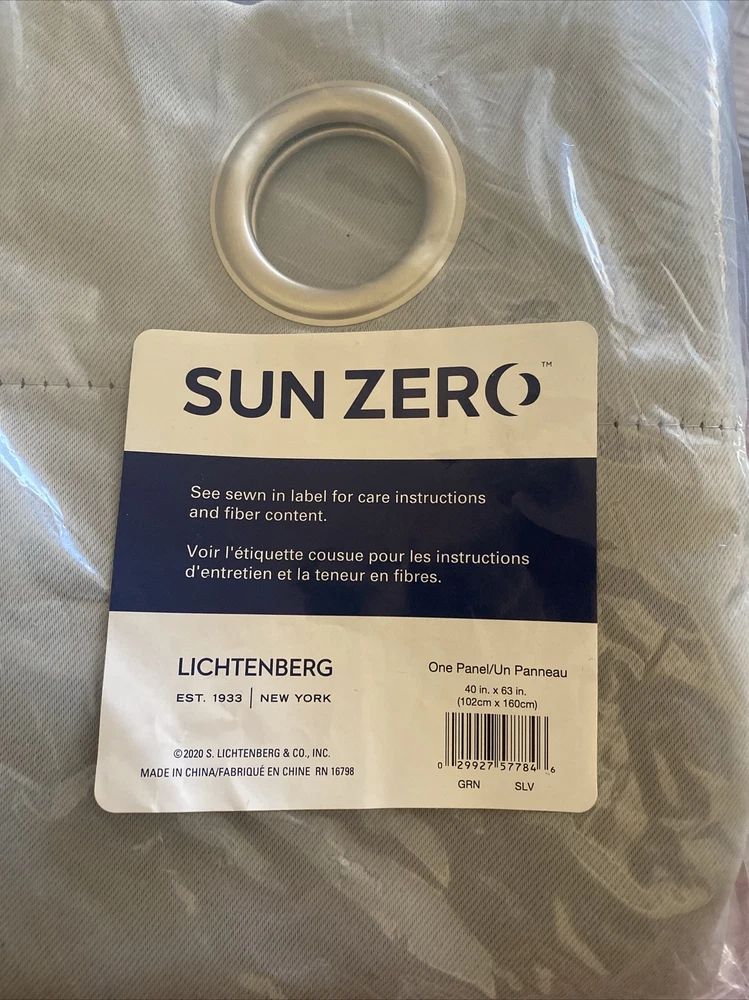 SUN ZERO™
See sewn in label for care instructions
and fiber content.
Voir l'étiquette cousue pour les instructions
d'entretien et la teneur en fibres.
LICHTENBERG
EST. 1933 | NEW YORK
©2020 S. LICHTENBERG & CO., INC.
MADE IN CHINA/FABRIQUÉ EN CHINE RN 16798
One Panel/Un Panneau
40 in. x 63 in.
(102cm x 160cm)
0 29927 57784 6
GRN SLV